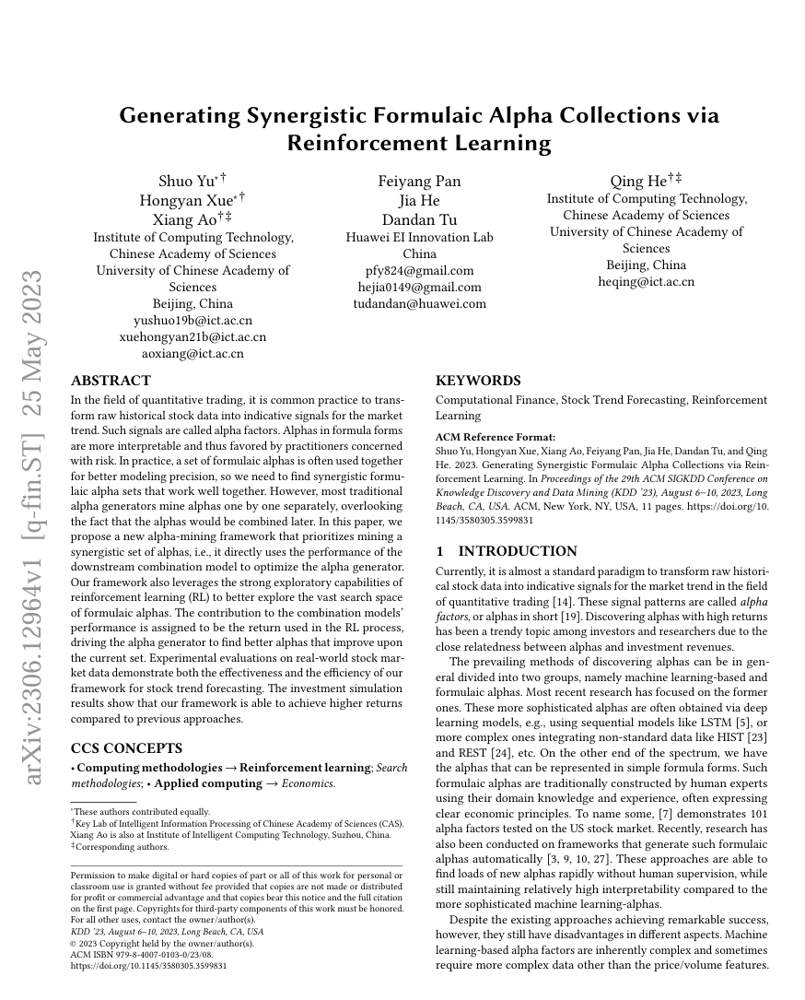 Generating Synergistic Formulaic Alpha Collections via
Reinforcement Learning
Shuo Yu*†
Hongyan Xue*†
Xiang Ao†‡
Institute of Computing Technology,
Chinese Academy of Sciences
University of Chinese Academy of
Sciences
Beijing, China
yushuo19b@ict.ac.cn
xuehongyan21b@ict.ac.cn
aoxiang@ict.ac.cn
Feiyang Pan
Jia He
Dandan Tu
Huawei EI Innovation Lab
China
pfy824@gmail.com
hejia0149@gmail.com
tudandan@huawei.com
Qing He†‡
Institute of Computing Technology,
Chinese Academy of Sciences
University of Chinese Academy of
Sciences
Beijing, China
heqing@ict.ac.cn
arXiv:2306.12964v1 [q-fin.ST] 25 May 2023
ABSTRACT
In the field of quantitative trading, it is common practice to trans-
form raw historical stock data into indicative signals for the market
trend. Such signals are called alpha factors. Alphas in formula forms
are more interpretable and thus favored by practitioners concerned
with risk. In practice, a set of formulaic alphas is often used together
for better modeling precision, so we need to find synergistic formu-
laic alpha sets that work well together. However, most traditional
alpha generators mine alphas one by one separately, overlooking
the fact that the alphas would be combined later. In this paper, we
propose a new alpha-mining framework that prioritizes mining a
synergistic set of alphas, i.e., it directly uses the performance of the
downstream combination model to optimize the alpha generator.
Our framework also leverages the strong exploratory capabilities of
reinforcement learning (RL) to better explore the vast search space
of formulaic alphas. The contribution to the combination models'
performance is assigned to be the return used in the RL process,
driving the alpha generator to find better alphas that improve upon
the current set. Experimental evaluations on real-world stock mar-
ket data demonstrate both the effectiveness and the efficiency of our
framework for stock trend forecasting. The investment simulation
results show that our framework is able to achieve higher returns
compared to previous approaches.
CCS CONCEPTS
• Computing methodologies → Reinforcement learning; Search
methodologies; • Applied computing → Economics.
*These authors contributed equally.
†Key Lab of Intelligent Information Processing of Chinese Academy of Sciences (CAS).
Xiang Ao is also at Institute of Intelligent Computing Technology, Suzhou, China.
‡Corresponding authors.
Permission to make digital or hard copies of part or all of this work for personal or
classroom use is granted without fee provided that copies are not made or distributed
for profit or commercial advantage and that copies bear this notice and the full citation
on the first page. Copyrights for third-party components of this work must be honored.
For all other uses, contact the owner/author(s).
KDD '23, August 6–10, 2023, Long Beach, CA, USA
© 2023 Copyright held by the owner/author(s).
ACM ISBN 979-8-4007-0103-0/23/08.
https://doi.org/10.1145/3580305.3599831
KEYWORDS
Computational Finance, Stock Trend Forecasting, Reinforcement
Learning
ACM Reference Format:
Shuo Yu, Hongyan Xue, Xiang Ao, Feiyang Pan, Jia He, Dandan Tu, and Qing
He. 2023. Generating Synergistic Formulaic Alpha Collections via Rein-
forcement Learning. In Proceedings of the 29th ACM SIGKDD Conference on
Knowledge Discovery and Data Mining (KDD '23), August 6–10, 2023, Long
Beach, CA, USA. ACM, New York, NY, USA, 11 pages. https://doi.org/10.
1145/3580305.3599831
1 INTRODUCTION
Currently, it is almost a standard paradigm to transform raw histori-
cal stock data into indicative signals for the market trend in the field
of quantitative trading [14]. These signal patterns are called alpha
factors, or alphas in short [19]. Discovering alphas with high returns
has been a trendy topic among investors and researchers due to the
close relatedness between alphas and investment revenues.
The prevailing methods of discovering alphas can be in gen-
eral divided into two groups, namely machine learning-based and
formulaic alphas. Most recent research has focused on the former
ones. These more sophisticated alphas are often obtained via deep
learning models, e.g., using sequential models like LSTM [5], or
more complex ones integrating non-standard data like HIST [23]
and REST [24], etc. On the other end of the spectrum, we have
the alphas that can be represented in simple formula forms. Such
formulaic alphas are traditionally constructed by human experts
using their domain knowledge and experience, often expressing
clear economic principles. To name some, [7] demonstrates 101
alpha factors tested on the US stock market. Recently, research has
also been conducted on frameworks that generate such formulaic
alphas automatically [3, 9, 10, 27]. These approaches are able to
find loads of new alphas rapidly without human supervision, while
still maintaining relatively high interpretability compared to the
more sophisticated machine learning-alphas.
Despite the existing approaches achieving remarkable success,
however, they still have disadvantages in different aspects. Machine
learning-based alpha factors are inherently complex and sometimes
require more complex data other than the price/volume features.